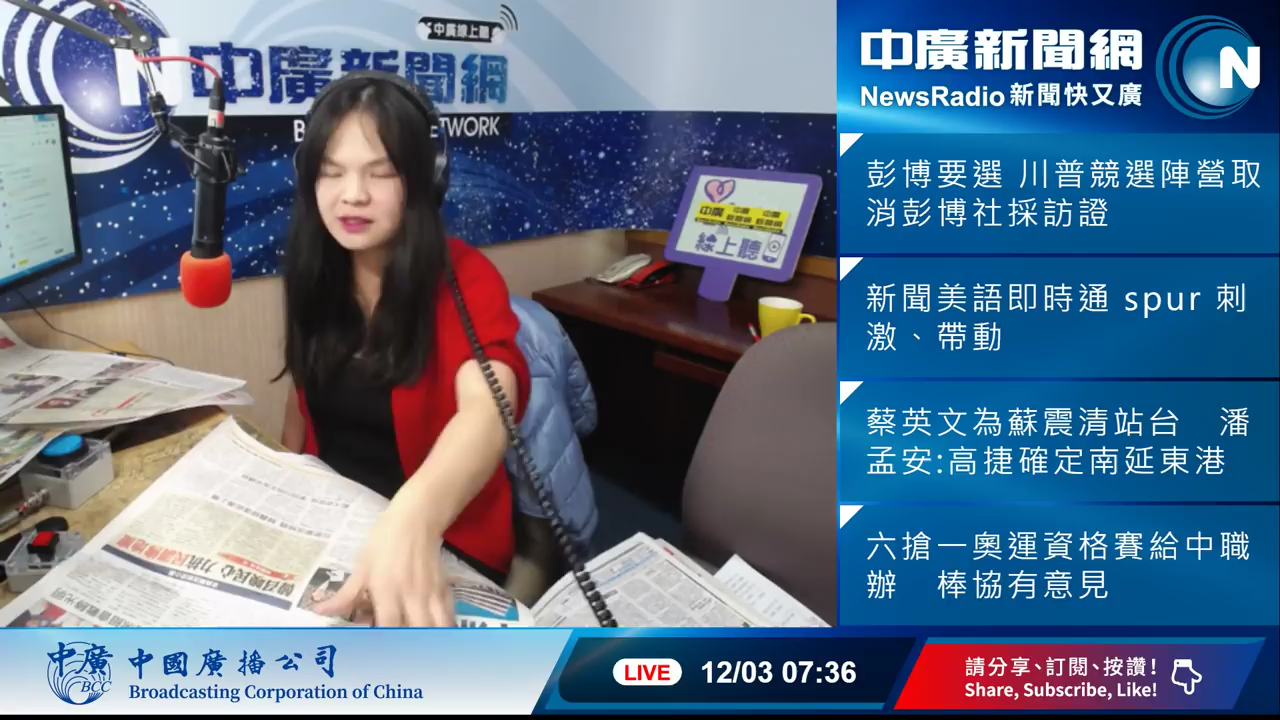 中廣線上聽
N 中廣新聞網
中廣
線上聽
中廣新聞網
N
NewsRadio 新聞快又廣
彭博要選 川普競選陣營取
消彭博社採訪證
新聞美語即時通 spur 刺
激、帶動
蔡英文為蘇震清站台 潘
孟安:高捷確定南延東港
六搶一奧運資格賽給中職
辦 棒協有意見
中廣
BCC
中國廣播公司
Broadcasting Corporation of China
LIVE
12/03 07:36
請分享、訂閱、按讚!
Share, Subscribe, Like!